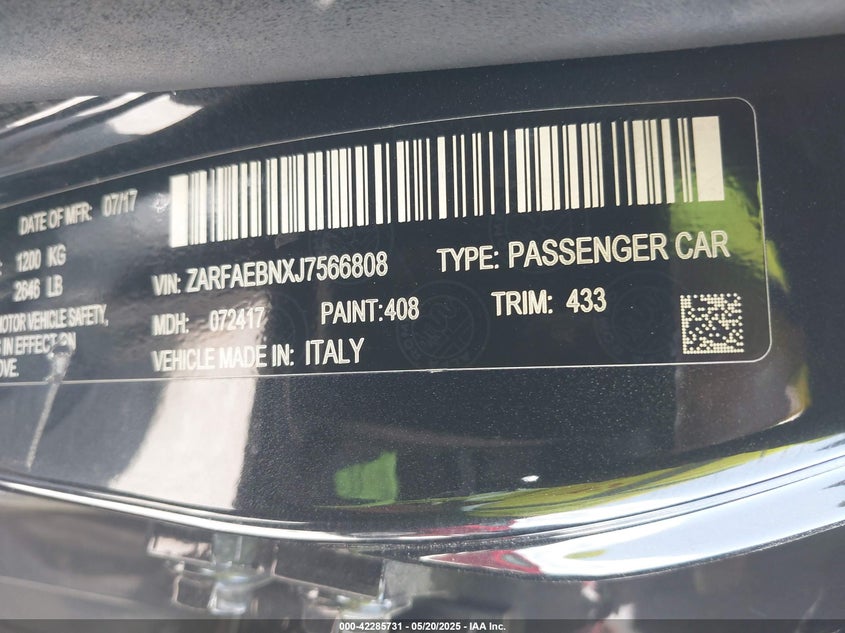 DATE OF MFR: 07/17
1200 KG
2646 LB
VIN: ZARFAEBNXJ7566808
TYPE: PASSENGER CAR
MOTOR VEHICLE SAFETY,
MDH: 072417
PAINT:408
TRIM: 433
IN EFFECT ON
VEHICLE MADE IN: ITALY
OVE.
000-42285731 - 05/20/2025 - IAA Inc.